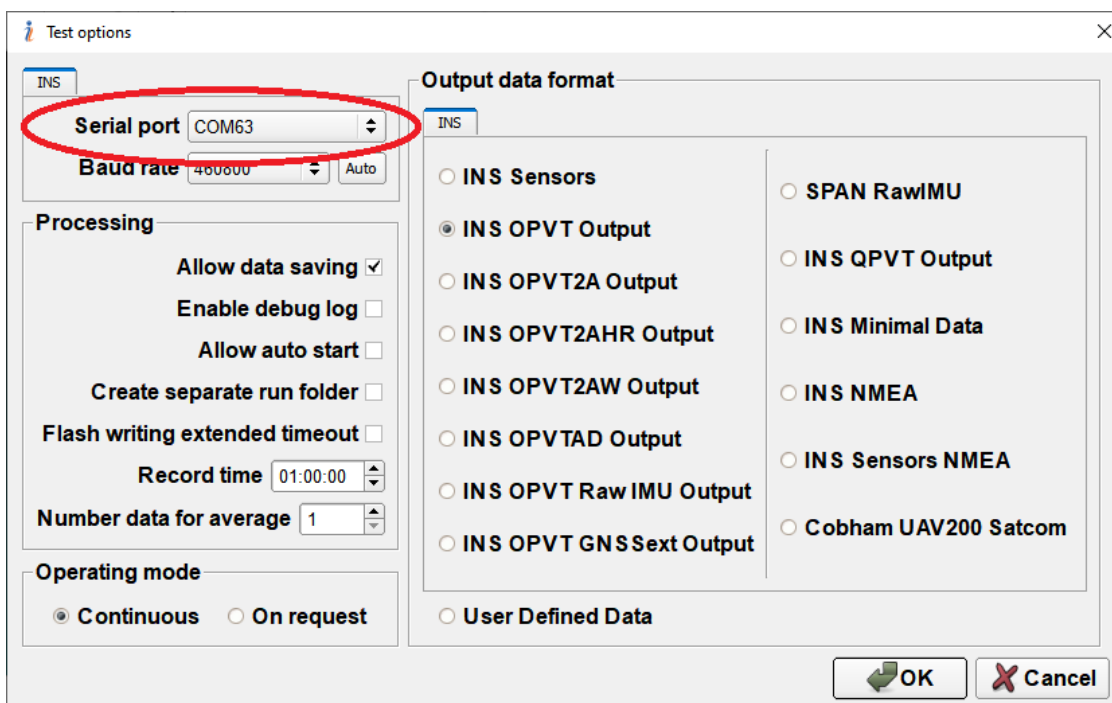 Test options
INS
Serial port COM63
Baud rate 460800 Auto
Processing
Allow data saving
Enable debug log
Allow auto start
Create separate run folder
Flash writing extended timeout
Record time 01:00:00
Number data for average 1
Operating mode
Continuous On request
Output data format
INS
INS Sensors
INS OPVT Output
INS OPVT2A Output
INS OPVT2AHR Output
INS OPVT2AW Output
INS OPVTAD Output
INS OPVT Raw IMU Output
INS OPVT GNSSext Output
SPAN RawIMU
INS QPVT Output
INS Minimal Data
INS NMEA
INS Sensors NMEA
Cobham UAV200 Satcom
User Defined Data
OK Cancel